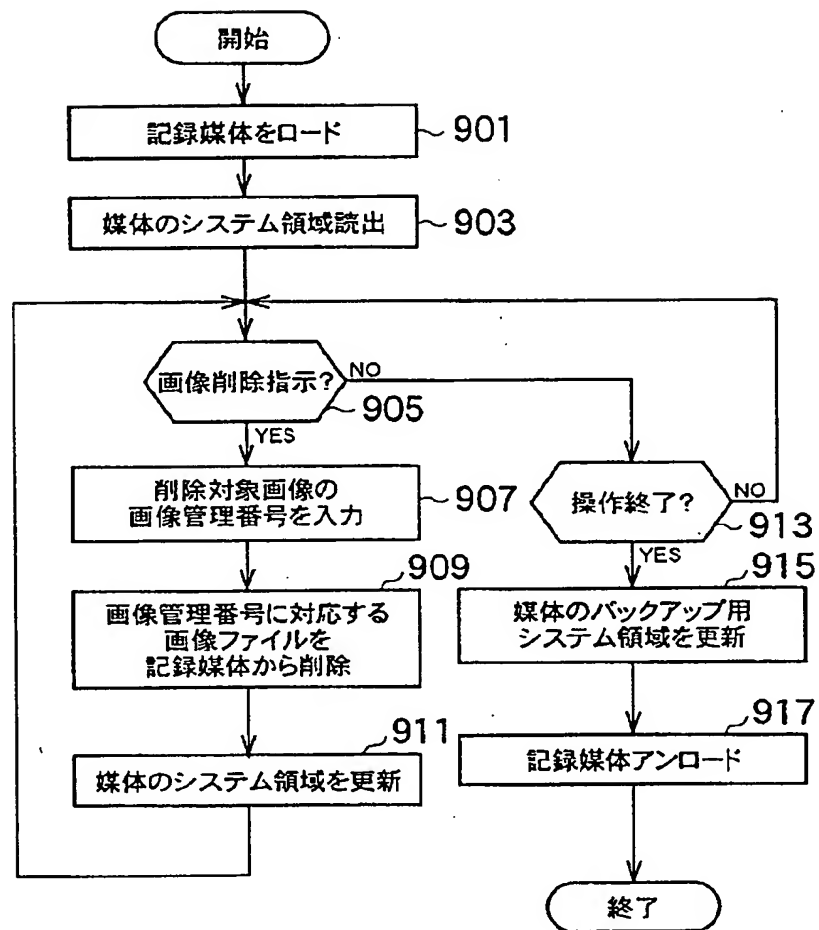 開始
記録媒体をロード
901
媒体のシステム領域読出
903
画像削除指示?
NO
905
YES
削除対象画像の
画像管理番号を入力
907
909
画像管理番号に対応する
画像ファイルを
記録媒体から削除
911
媒体のシステム領域を更新
操作終了?
NO
913
YES
915
媒体のバックアップ用
システム領域を更新
917
記録媒体アンロード
終了